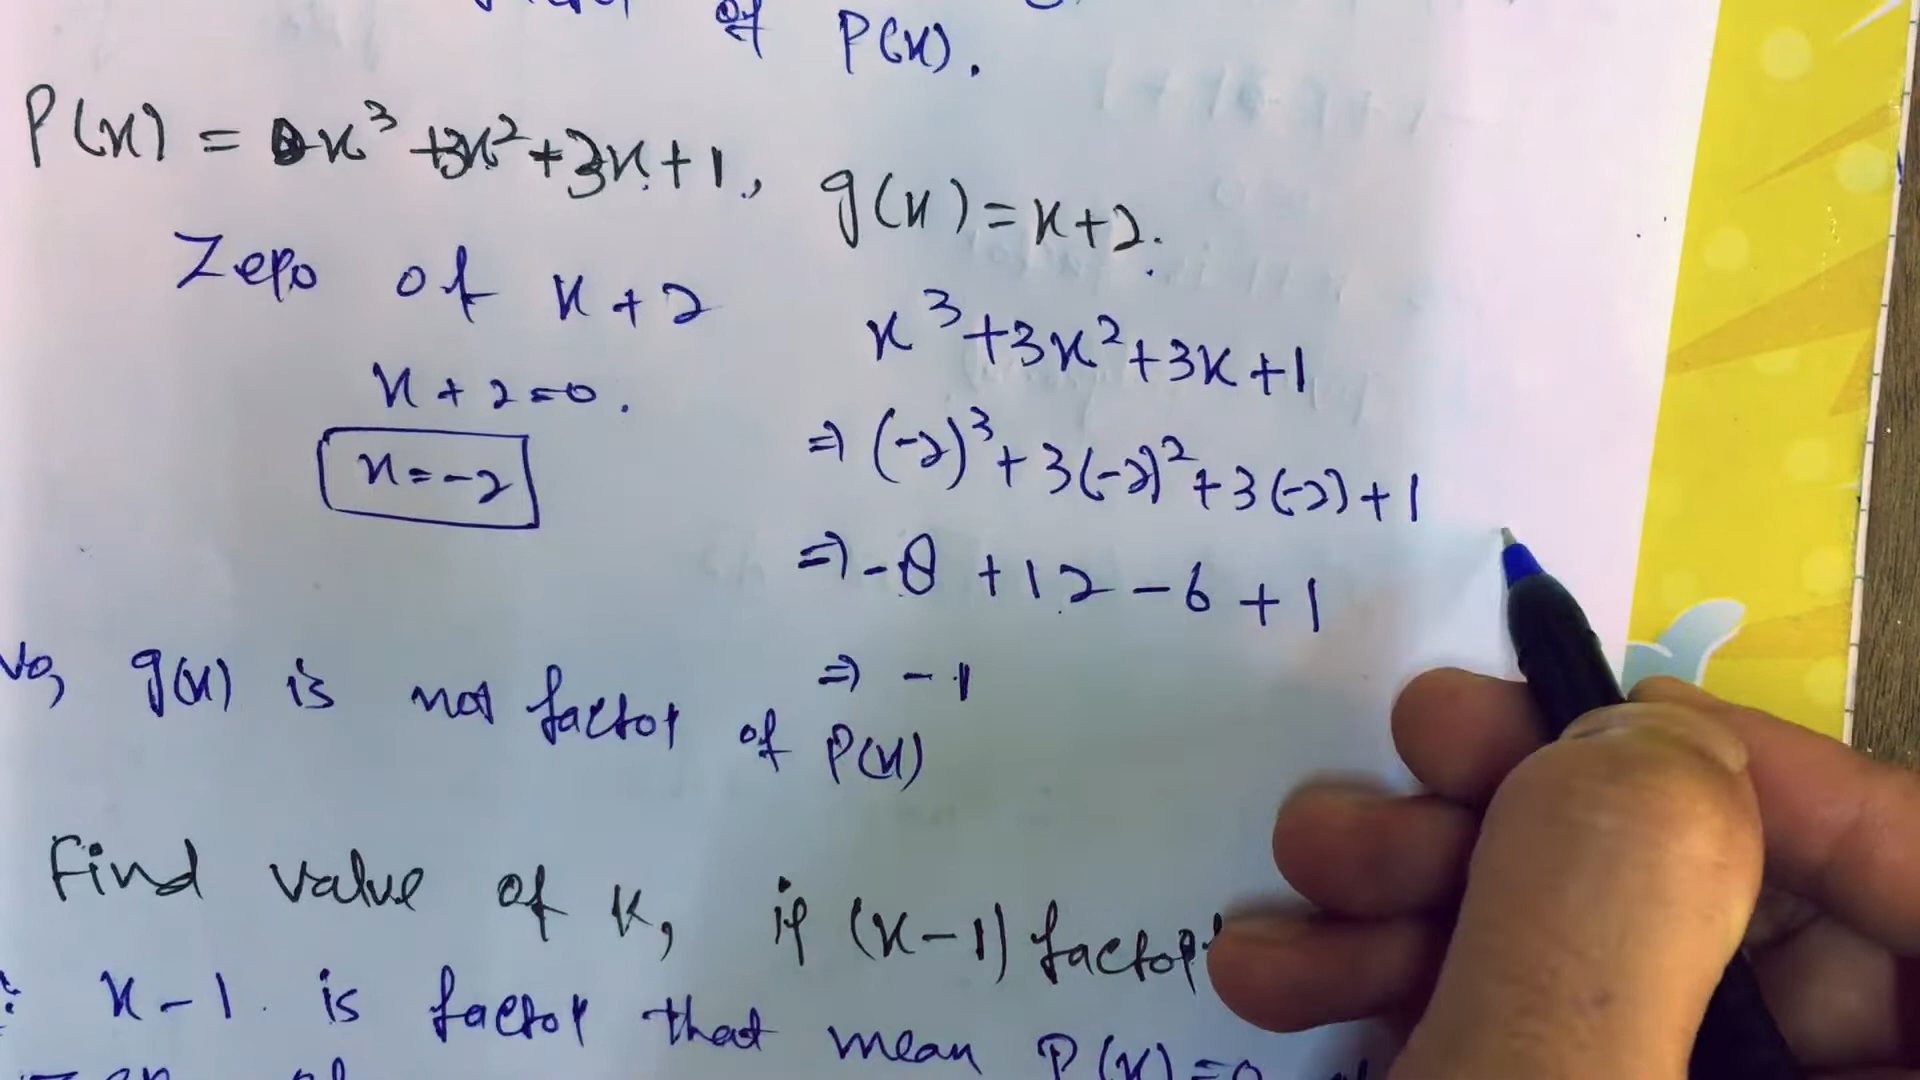 of P(x).
P(x) = x³ +3x² +3x+1, g(x)=x+2.
Zero of x+2
x+2=0.
x=-2
x³+3x²+3x+1
⇒ (-2)³+3(-2)²+3(-2)+1
⇒ -8 +12 -6 +1
⇒ -1
g(x) is not factor of P(x)
Find value of K, if (x-1) factor
x-1. is factor that mean P(x)=0